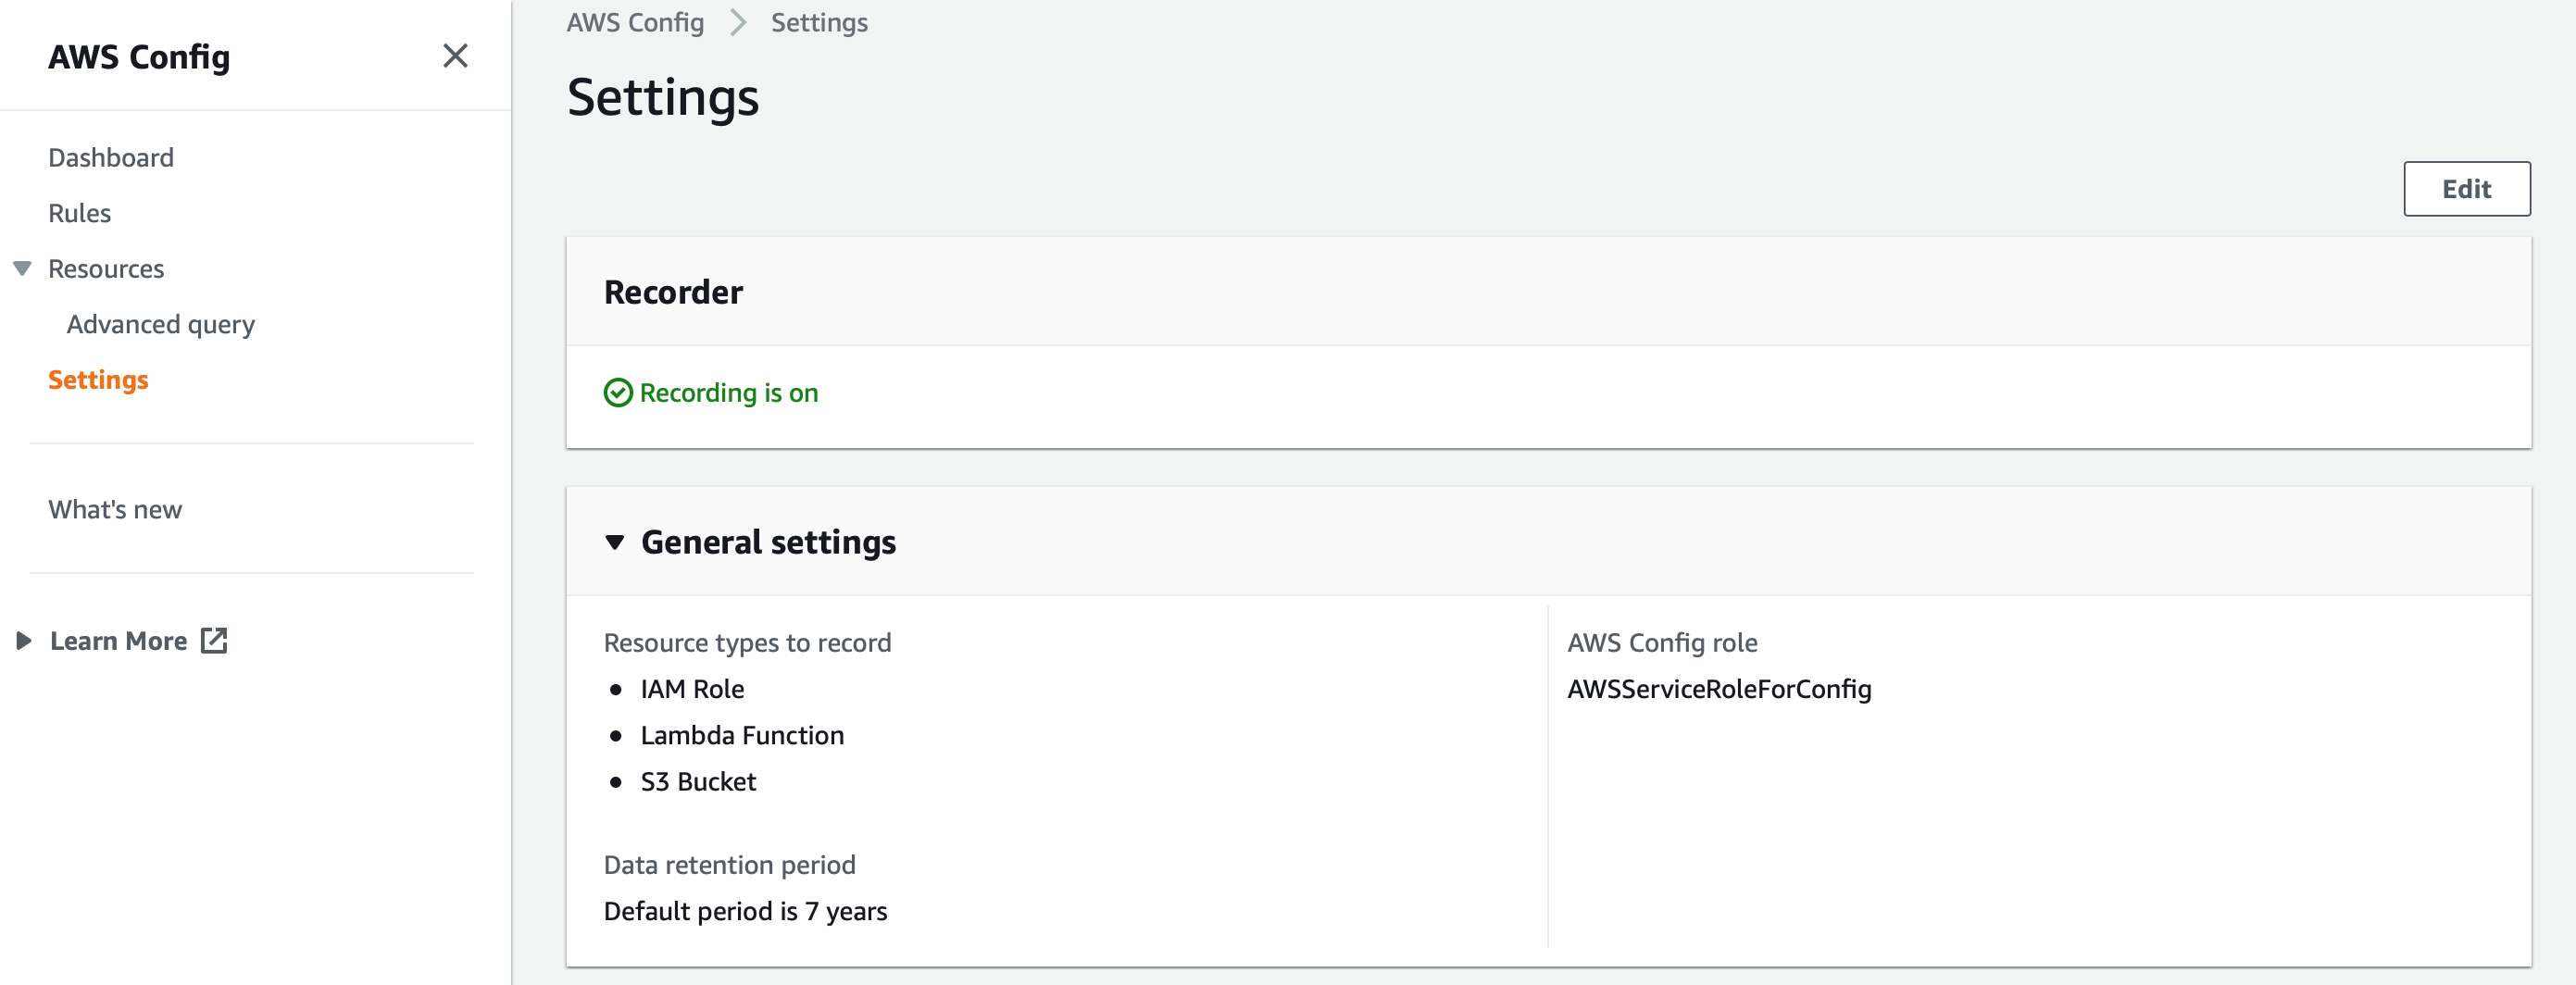 AWS Config
Dashboard
Rules
Resources
Advanced query
Settings
What's new
Learn More
AWS Config > Settings
Settings
Edit
Recorder
Recording is on
General settings
Resource types to record
IAM Role
Lambda Function
S3 Bucket
Data retention period
Default period is 7 years
AWS Config role
AWSServiceRoleForConfig